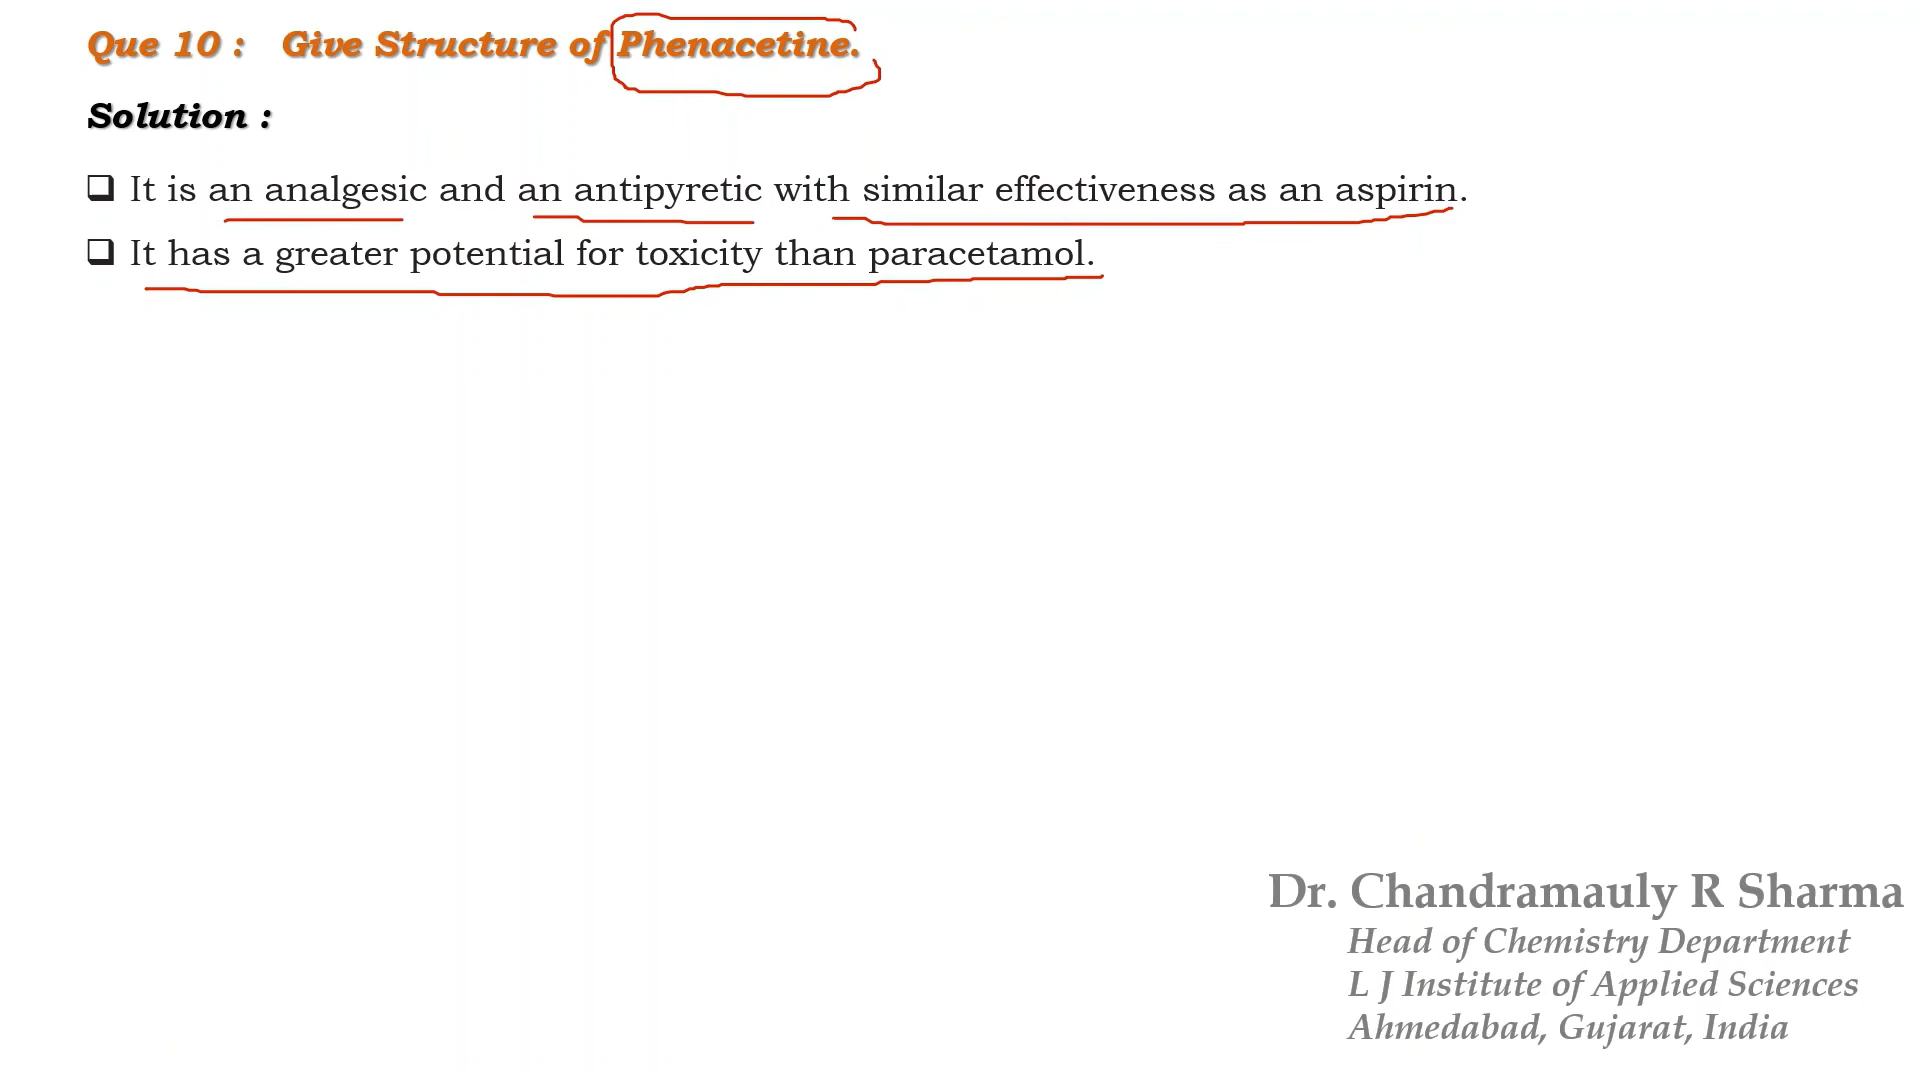 Que 10 : Give Structure of Phenacetine.
Solution :
❑ It is an analgesic and an antipyretic with similar effectiveness as an aspirin.
❑ It has a greater potential for toxicity than paracetamol.
Dr. Chandramauly R Sharma
Head of Chemistry Department
L J Institute of Applied Sciences
Ahmedabad, Gujarat, India